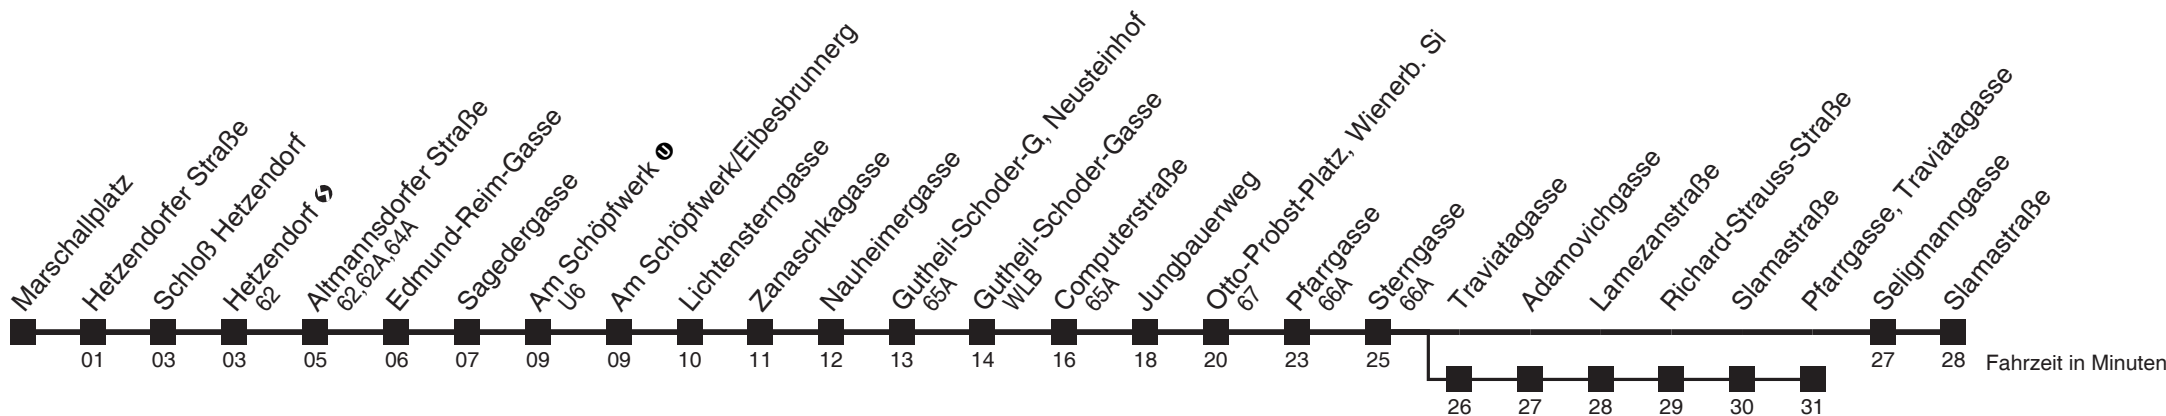 Marschallplatz
Hetzendorfer Straße
Schloß Hetzendorf
Hetzendorf
62
Altmannsdorfer Straße
62,62A,64A
Edmund-Reim-Gasse
Sagedergasse
Am Schöpfwerk U
U6
Am Schöpfwerk/Eibesbrunnerg
Lichtensterngasse
Zanaschkagasse
Nauheimergasse
Gutheil-Schoder-G, Neusteinhof
65A
Gutheil-Schoder-Gasse
WLB
Computerstraße
65A
Jungbauerweg
Otto-Probst-Platz, Wienerb. Si
67
Pfarrgasse
66A
Sterngasse
66A
Traviatagasse
Adamovichgasse
Lamezanstraße
Richard-Strauss-Straße
Slamastraße
Pfarrgasse, Traviatagasse
Seligmanngasse
Slamastraße
01 03 03 05 06 07 09 09 10 11 12 13 14 16 18 20 23 25 27 28 Fahrzeit in Minuten
26 27 28 29 30 31